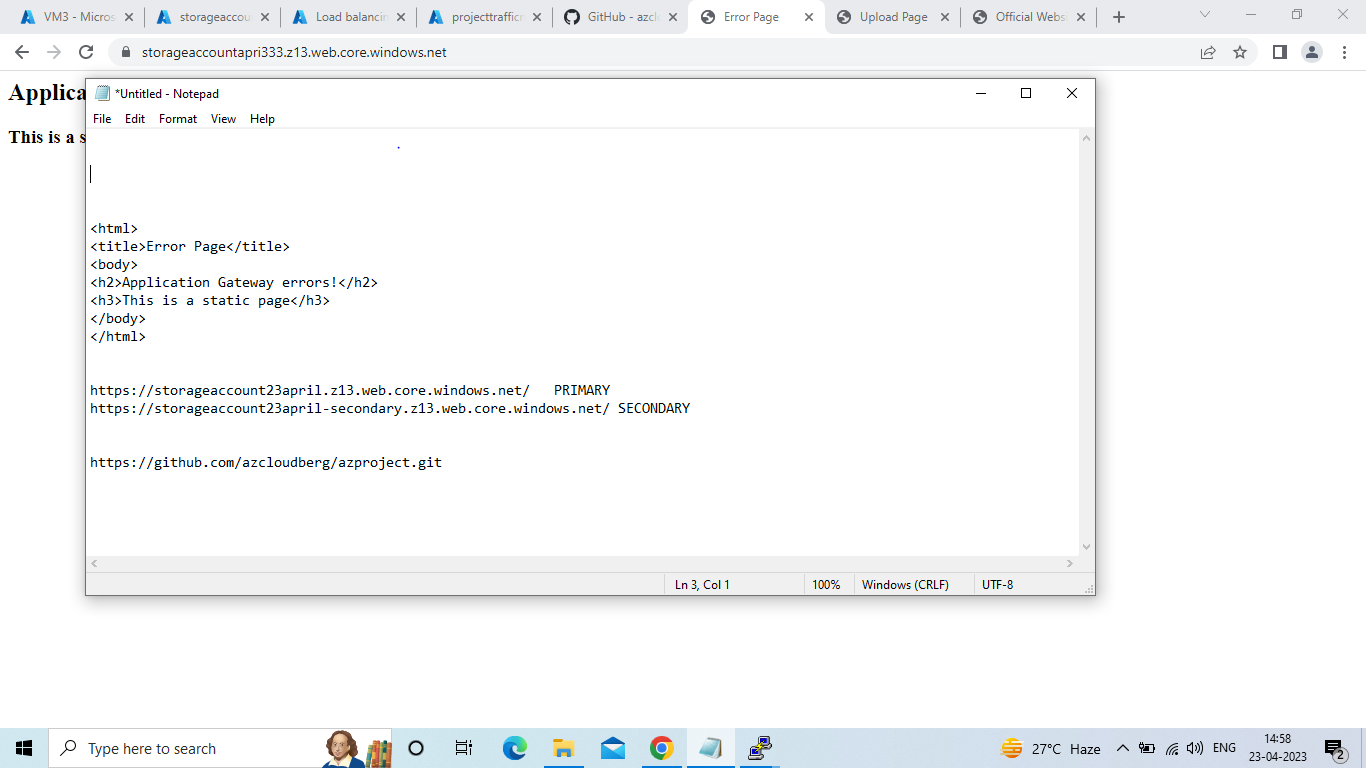 VM3 - Micros
storageaccou
Load balancin
projecttrafficm
GitHub - azcl
Error Page
Upload Page
Official Webs
storageaccountapri333.z13.web.core.windows.net
Applica
This is a s
*Untitled - Notepad
File Edit Format View Help
<html>
<title>Error Page</title>
<body>
<h2>Application Gateway errors!</h2>
<h3>This is a static page</h3>
</body>
</html>
https://storageaccount23april.z13.web.core.windows.net/   PRIMARY
https://storageaccount23april-secondary.z13.web.core.windows.net/ SECONDARY
https://github.com/azcloudberg/azproject.git
Ln 3, Col 1 100% Windows (CRLF) UTF-8
Type here to search
27°C Haze
ENG
14:58
23-04-2023
2